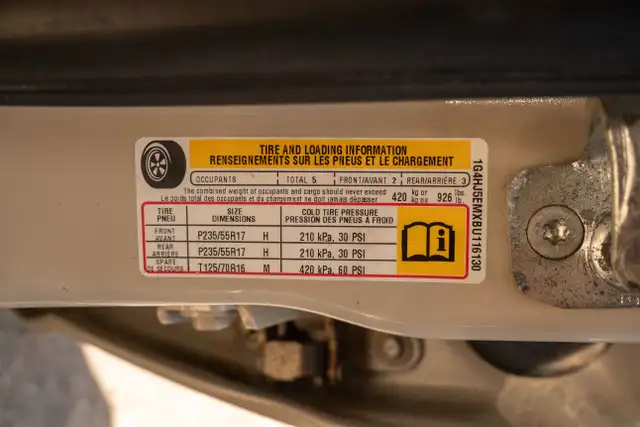 TIRE AND LOADING INFORMATION
RENSEIGNEMENTS SUR LES PNEUS ET LE CHARGEMENT
OCCUPANTS TOTAL 5 FRONT/AVANT 2 REAR/ARRIÈRE 3
The combined weight of occupants and cargo should never exceed
Le poids total des occupants et du chargement ne doit jamais dépasser
420 kg or kg ou 926 lbs. lb.
TIRE PNEU SIZE DIMENSIONS COLD TIRE PRESSURE PRESSION DES PNEUS À FROID
FRONT AVANT P235/55R17 H 210 kPa, 30 PSI
REAR ARRIÈRE P235/55R17 H 210 kPa, 30 PSI
SPARE DE SECOURS T125/70R16 M 420 kPa, 60 PSI